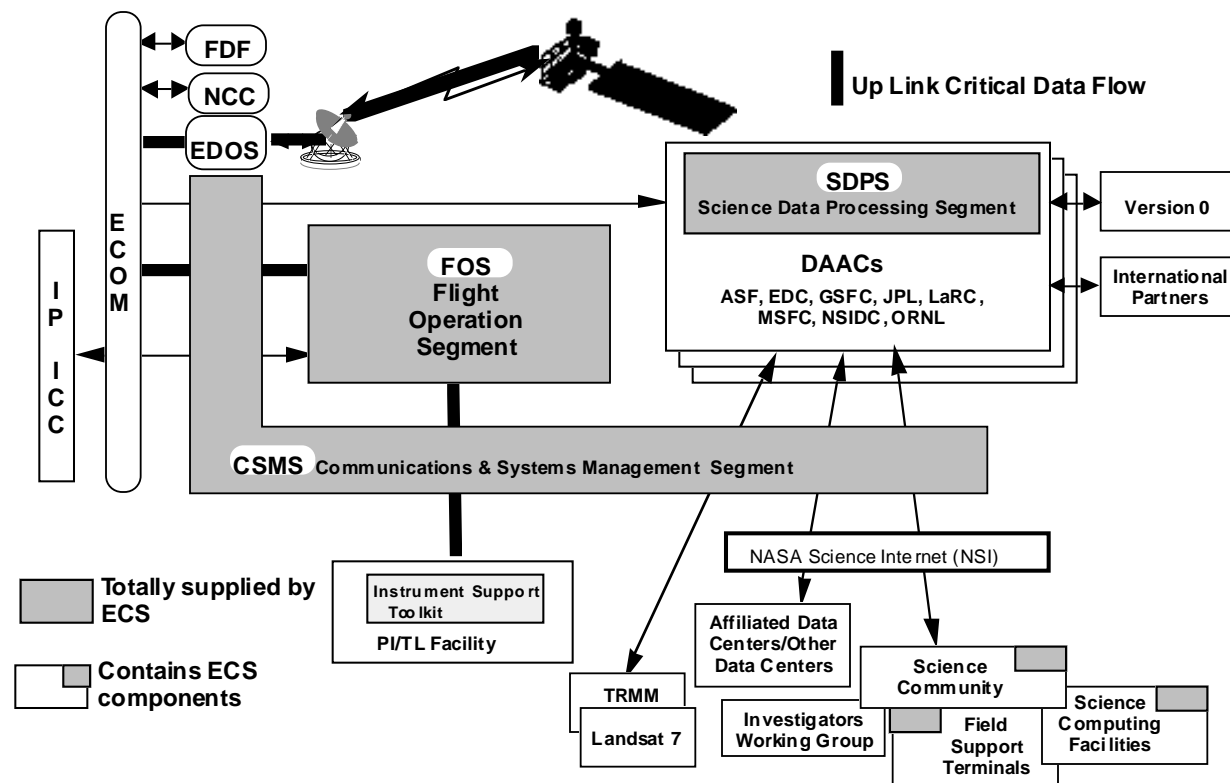 FDF
NCC
EDOS
Up Link Critical Data Flow
ECOM
IP ICC
SDPS
Science Data Processing Segment
DAACs
ASF, EDC, GSFC, JPL, LaRC,
MSFC, NSIDC, ORNL
Version 0
International
Partners
FOS
Flight
Operation
Segment
CSMS Communications & Systems Management Segment
NASA Science Internet (NSI)
Totally supplied by
ECS
Contains ECS
components
Instrument Support
Toolkit
PI/TL Facility
TRMM
Landsat 7
Affiliated Data
Centers/Other
Data Centers
Investigators
Working Group
Science
Community
Field
Support
Terminals
Science
Computing
Facilities